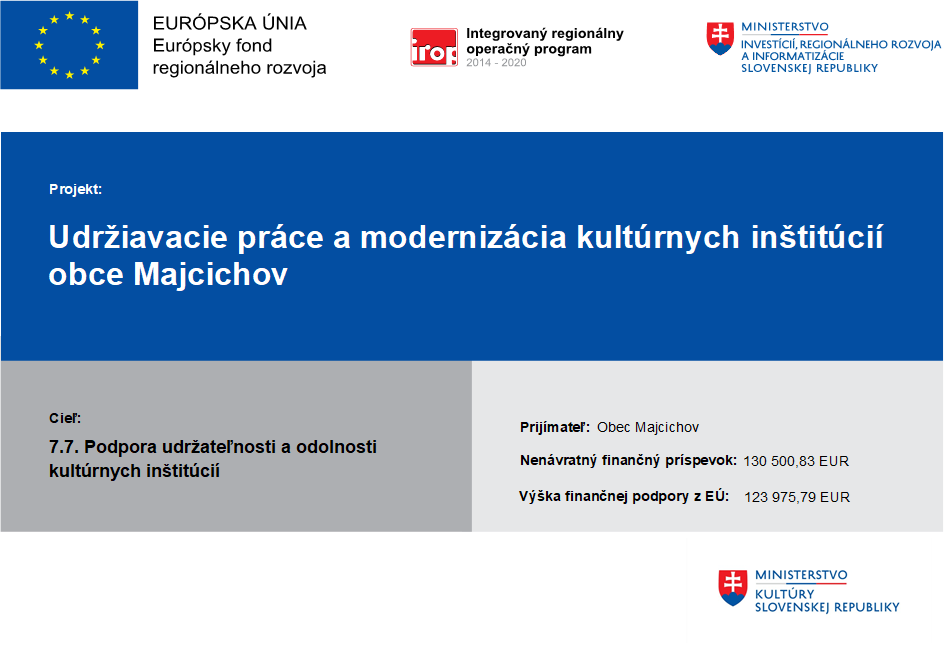 EURÓPSKA ÚNIA
Európsky fond
regionálneho rozvoja
irop
Integrovaný regionálny
operačný program
2014 - 2020
MINISTERSTVO
INVESTÍCIÍ, REGIONÁLNEHO ROZVOJA
A INFORMATIZÁCIE
SLOVENSKEJ REPUBLIKY
Projekt:
Udržiavacie práce a modernizácia kultúrnych inštitúcií
obce Majcichov
Cieľ:
7.7. Podpora udržateľnosti a odolnosti
kultúrnych inštitúcií
Prijímateľ: Obec Majcichov
Nenávratný finančný príspevok: 130 500,83 EUR
Výška finančnej podpory z EÚ: 123 975,79 EUR
MINISTERSTVO
KULTÚRY
SLOVENSKEJ REPUBLIKY